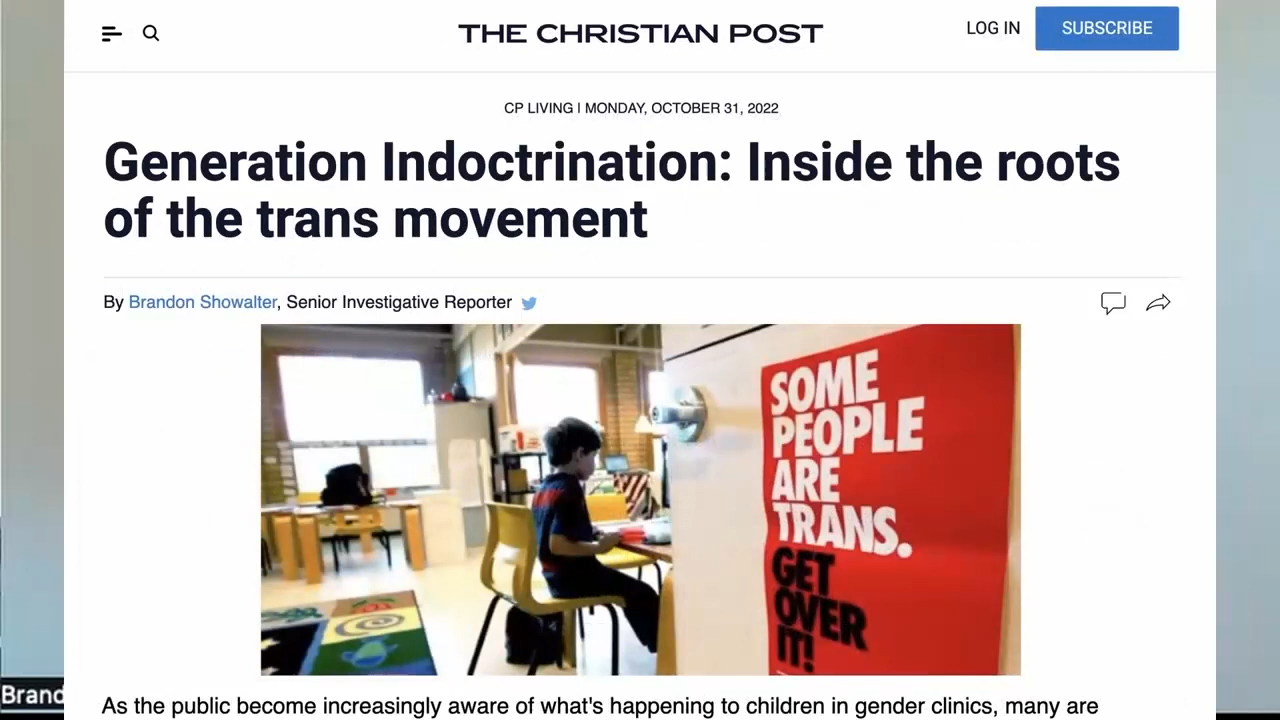 THE CHRISTIAN POST
LOG IN
SUBSCRIBE
CP LIVING | MONDAY, OCTOBER 31, 2022
Generation Indoctrination: Inside the roots
of the trans movement
By Brandon Showalter, Senior Investigative Reporter
SOME
PEOPLE
ARE
TRANS.
GET
OVER
IT!
As the public become increasingly aware of what's happening to children in gender clinics, many are
Brand